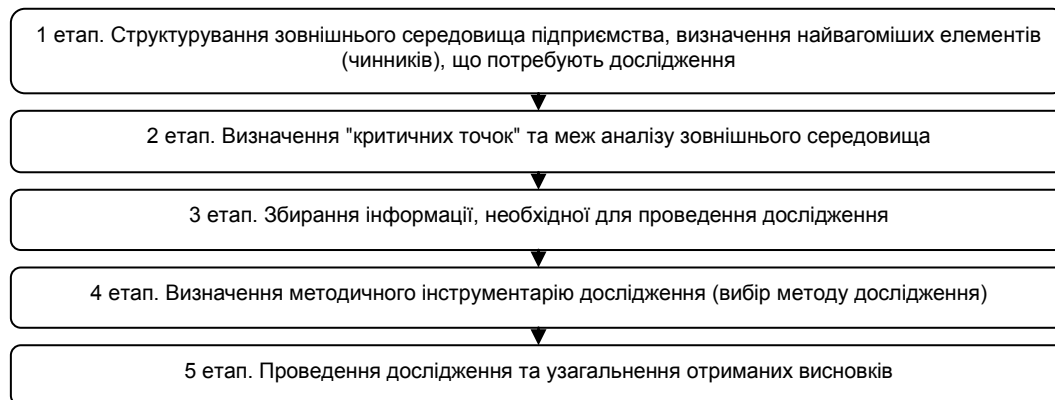 1 етап. Структурування зовнішнього середовища підприємства, визначення найвагоміших елементів
(чинників), що потребують дослідження
2 етап. Визначення "критичних точок" та меж аналізу зовнішнього середовища
3 етап. Збирання інформації, необхідної для проведення дослідження
4 етап. Визначення методичного інструментарію дослідження (вибір методу дослідження)
5 етап. Проведення дослідження та узагальнення отриманих висновків